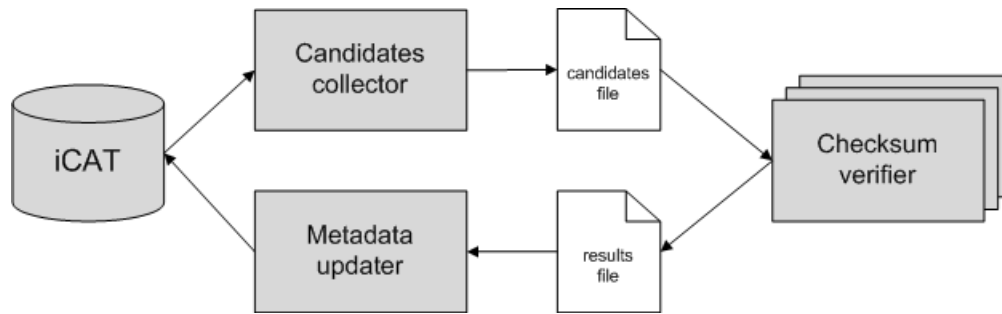 iCAT
Candidates
collector
candidates
file
Checksum
verifier
results
file
Metadata
updater